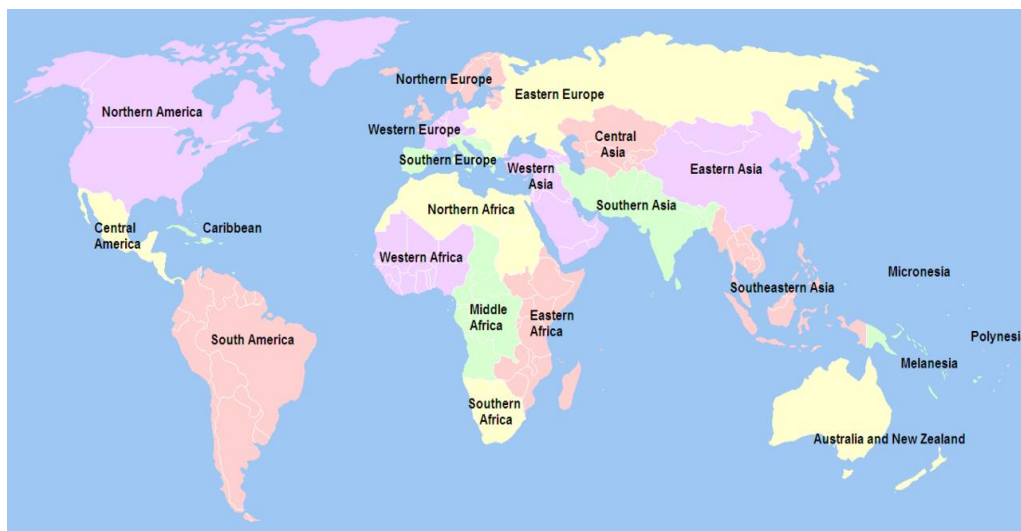 Northern Europe
Eastern Europe
Northern America
Western Europe
Central
Asia
Southern Europe
Western
Asia
Eastern Asia
Southern Asia
Northern Africa
Central
America
Caribbean
Western Africa
Micronesia
Southeastern Asia
Middle
Africa
Eastern
Africa
South America
Polynesia
Melanesia
Southern
Africa
Australia and New Zealand